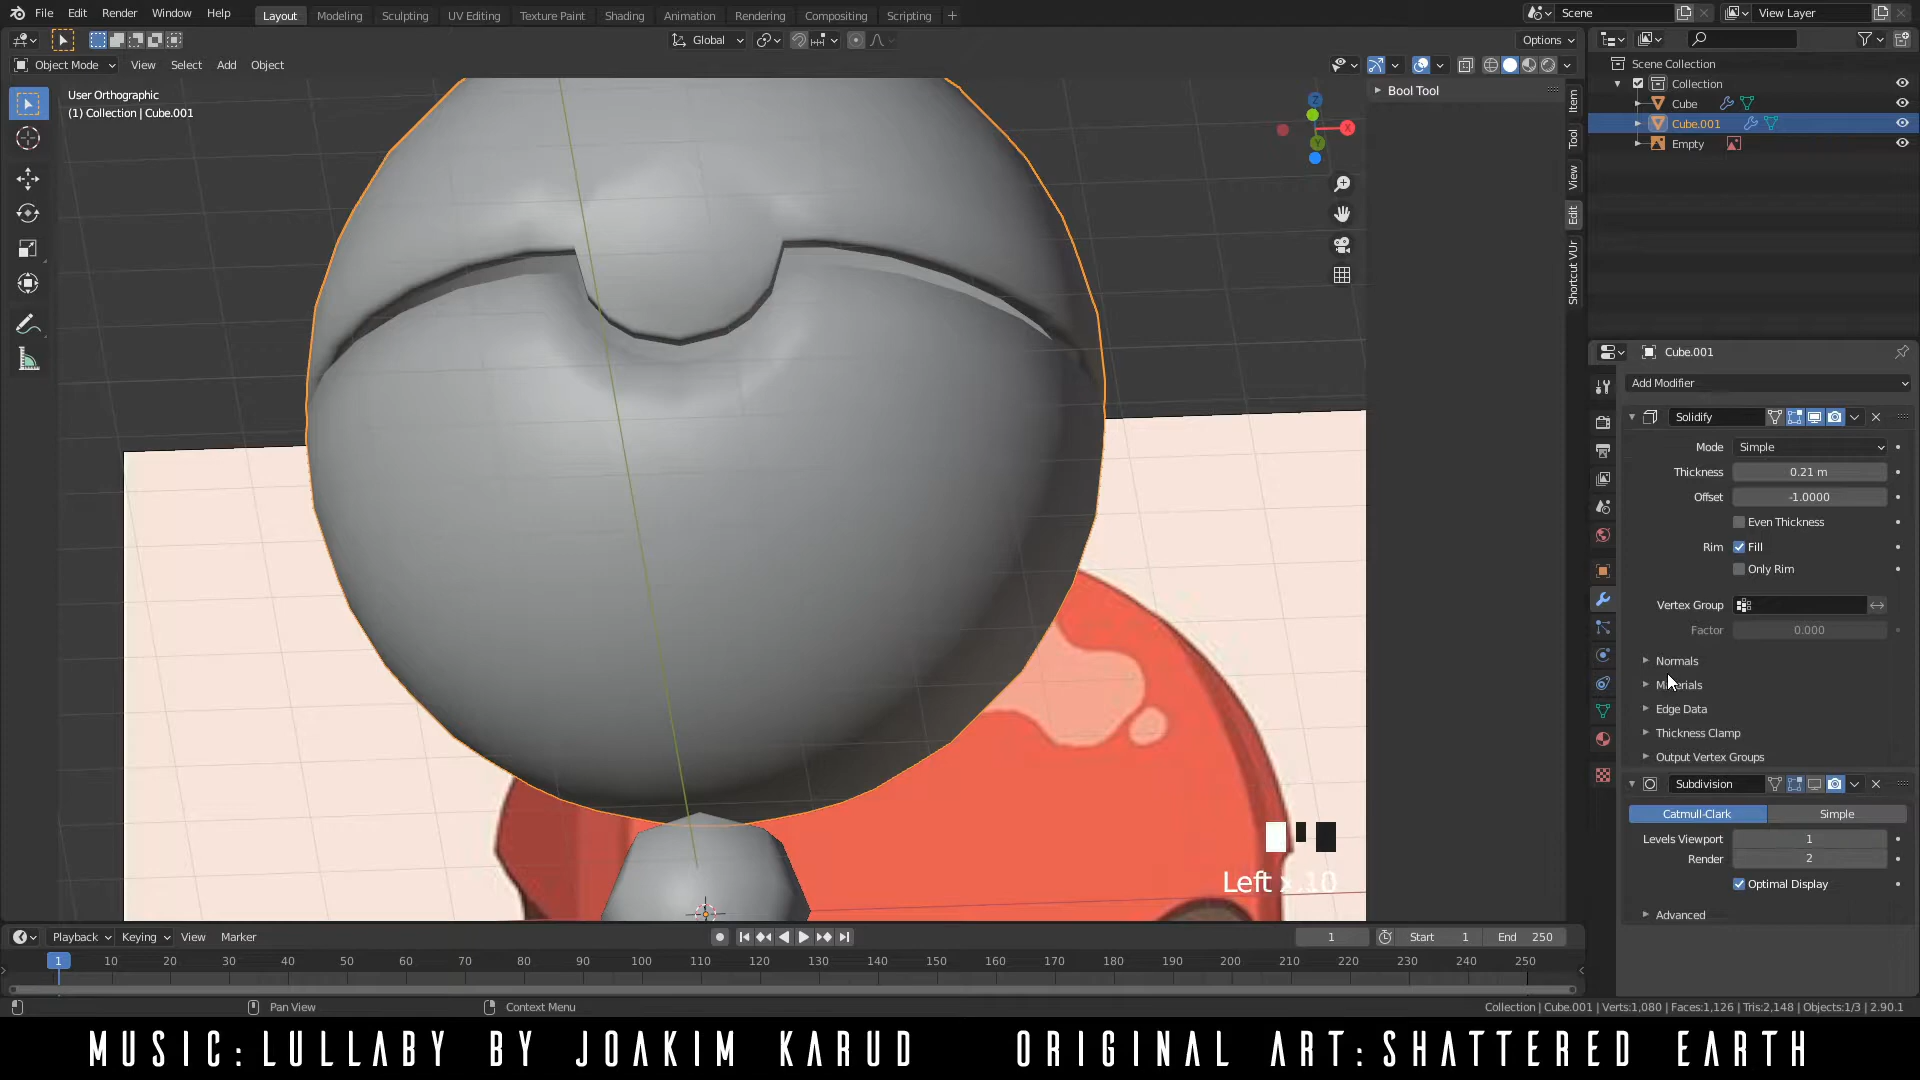 File Edit Render Window Help Layout Modeling Sculpting UV Editing Texture Paint Shading Animation Rendering Compositing Scripting + Scene View Layer
Global Options
Object Mode View Select Add Object
User Orthographic
(1) Collection | Cube.001
Bool Tool
Item
Tool
View
Edit
Shortcut VUr
Z
X
Y
Scene Collection
Collection
Cube
Cube.001
Empty
Cube.001
Add Modifier
Solidify
Mode Simple
Thickness 0.21 m
Offset -1.0000
Even Thickness
Rim Fill
Only Rim
Vertex Group
Factor 0.000
Normals
Materials
Edge Data
Thickness Clamp
Output Vertex Groups
Subdivision
Catmull-Clark Simple
Levels Viewport 1
Render 2
Optimal Display
Advanced
Left x 10
Playback Keying View Marker 1 Start 1 End 250
1 10 20 30 40 50 60 70 80 90 100 110 120 130 140 150 160 170 180 190 200 210 220 230 240 250
Pan View Context Menu Collection | Cube.001 | Verts:1,080 | Faces:1,126 | Tris:2,148 | Objects:1/3 | 2.90.1
MUSIC:LULLABY BY JOAKIM KARUD ORIGINAL ART:SHATTERED EARTH